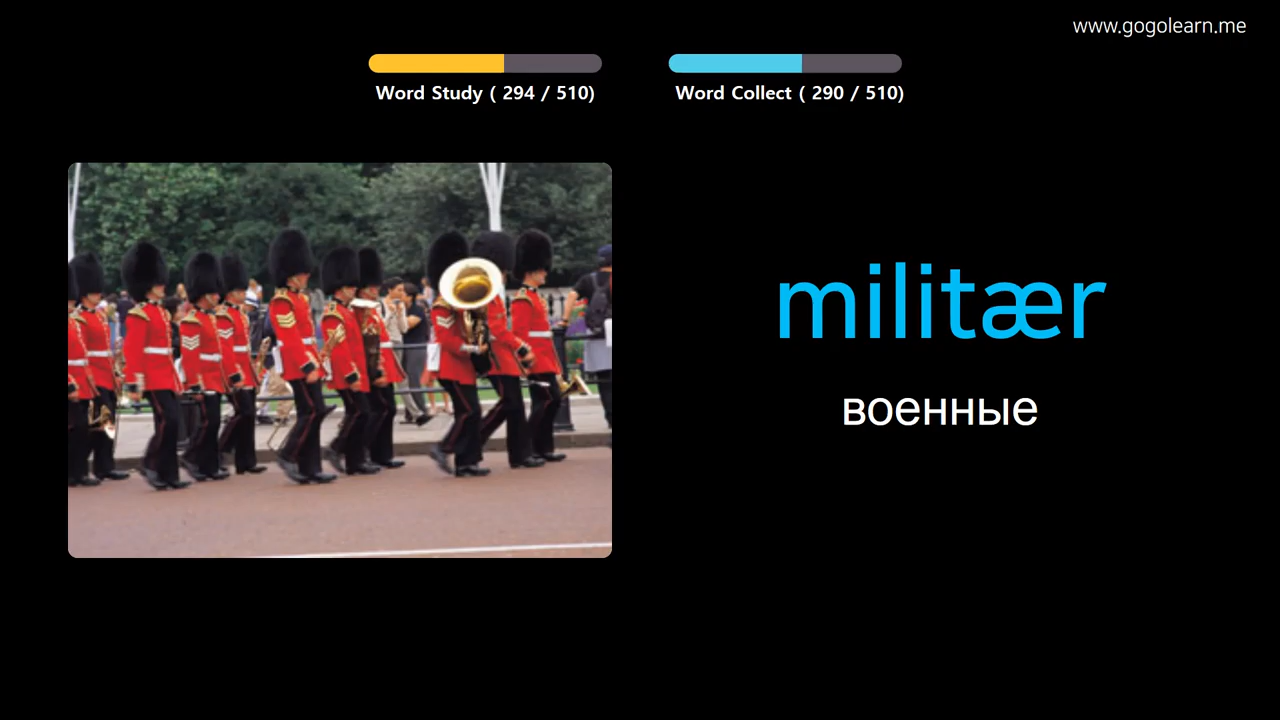 www.gogolearn.me
Word Study ( 294 / 510)
Word Collect ( 290 / 510)
militær
военные